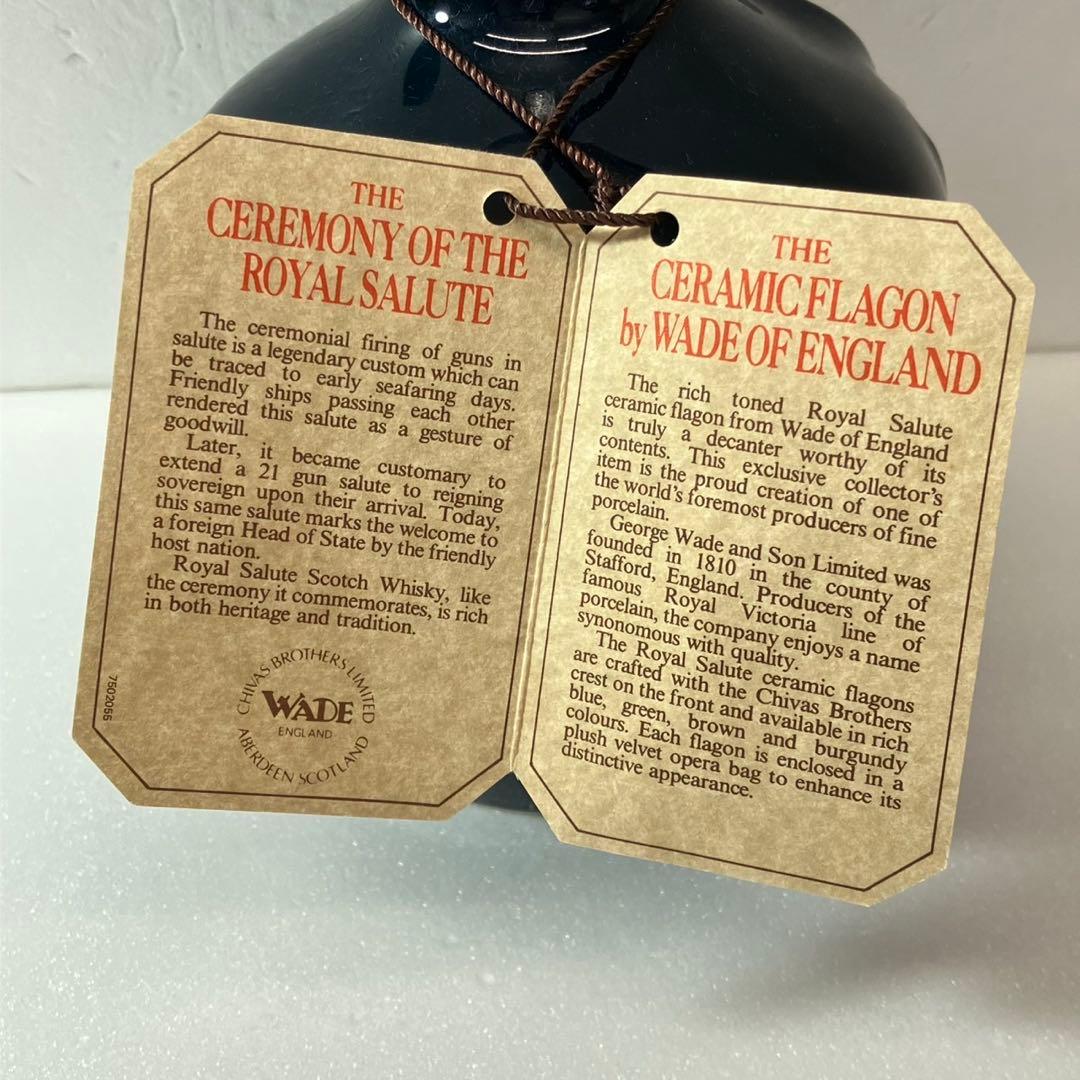 THE
CEREMONY OF THE
ROYAL SALUTE
The ceremonial firing of guns in
salute is a legendary custom which can
be traced to early seafaring days.
Friendly ships passing each other
rendered this salute as a gesture of
goodwill.
Later, it became customary to
extend a 21 gun salute to reigning
sovereign upon their arrival. Today,
this same salute marks the welcome to
a foreign Head of State by the friendly
host nation.
Royal Salute Scotch Whisky, like
the ceremony it commemorates, is rich
in both heritage and tradition.
CHIVAS BROTHERS LIMITED
WADE
ENGLAND
ABERDEEN SCOTLAND
7502055
THE
CERAMIC FLAGON
by WADE OF ENGLAND
The rich toned Royal Salute
ceramic flagon from Wade of England
is truly a decanter worthy of its
contents. This exclusive collector's
item is the proud creation of one of
the world's foremost producers of fine
porcelain.
George Wade and Son Limited was
founded in 1810 in the county of
Stafford, England. Producers of the
famous Royal Victoria line of
porcelain, the company enjoys a name
synonomous with quality.
The Royal Salute ceramic flagons
are crafted with the Chivas Brothers
crest on the front and available in rich
blue, green, brown and burgundy
colours. Each flagon is enclosed in a
plush velvet opera bag to enhance its
distinctive appearance.